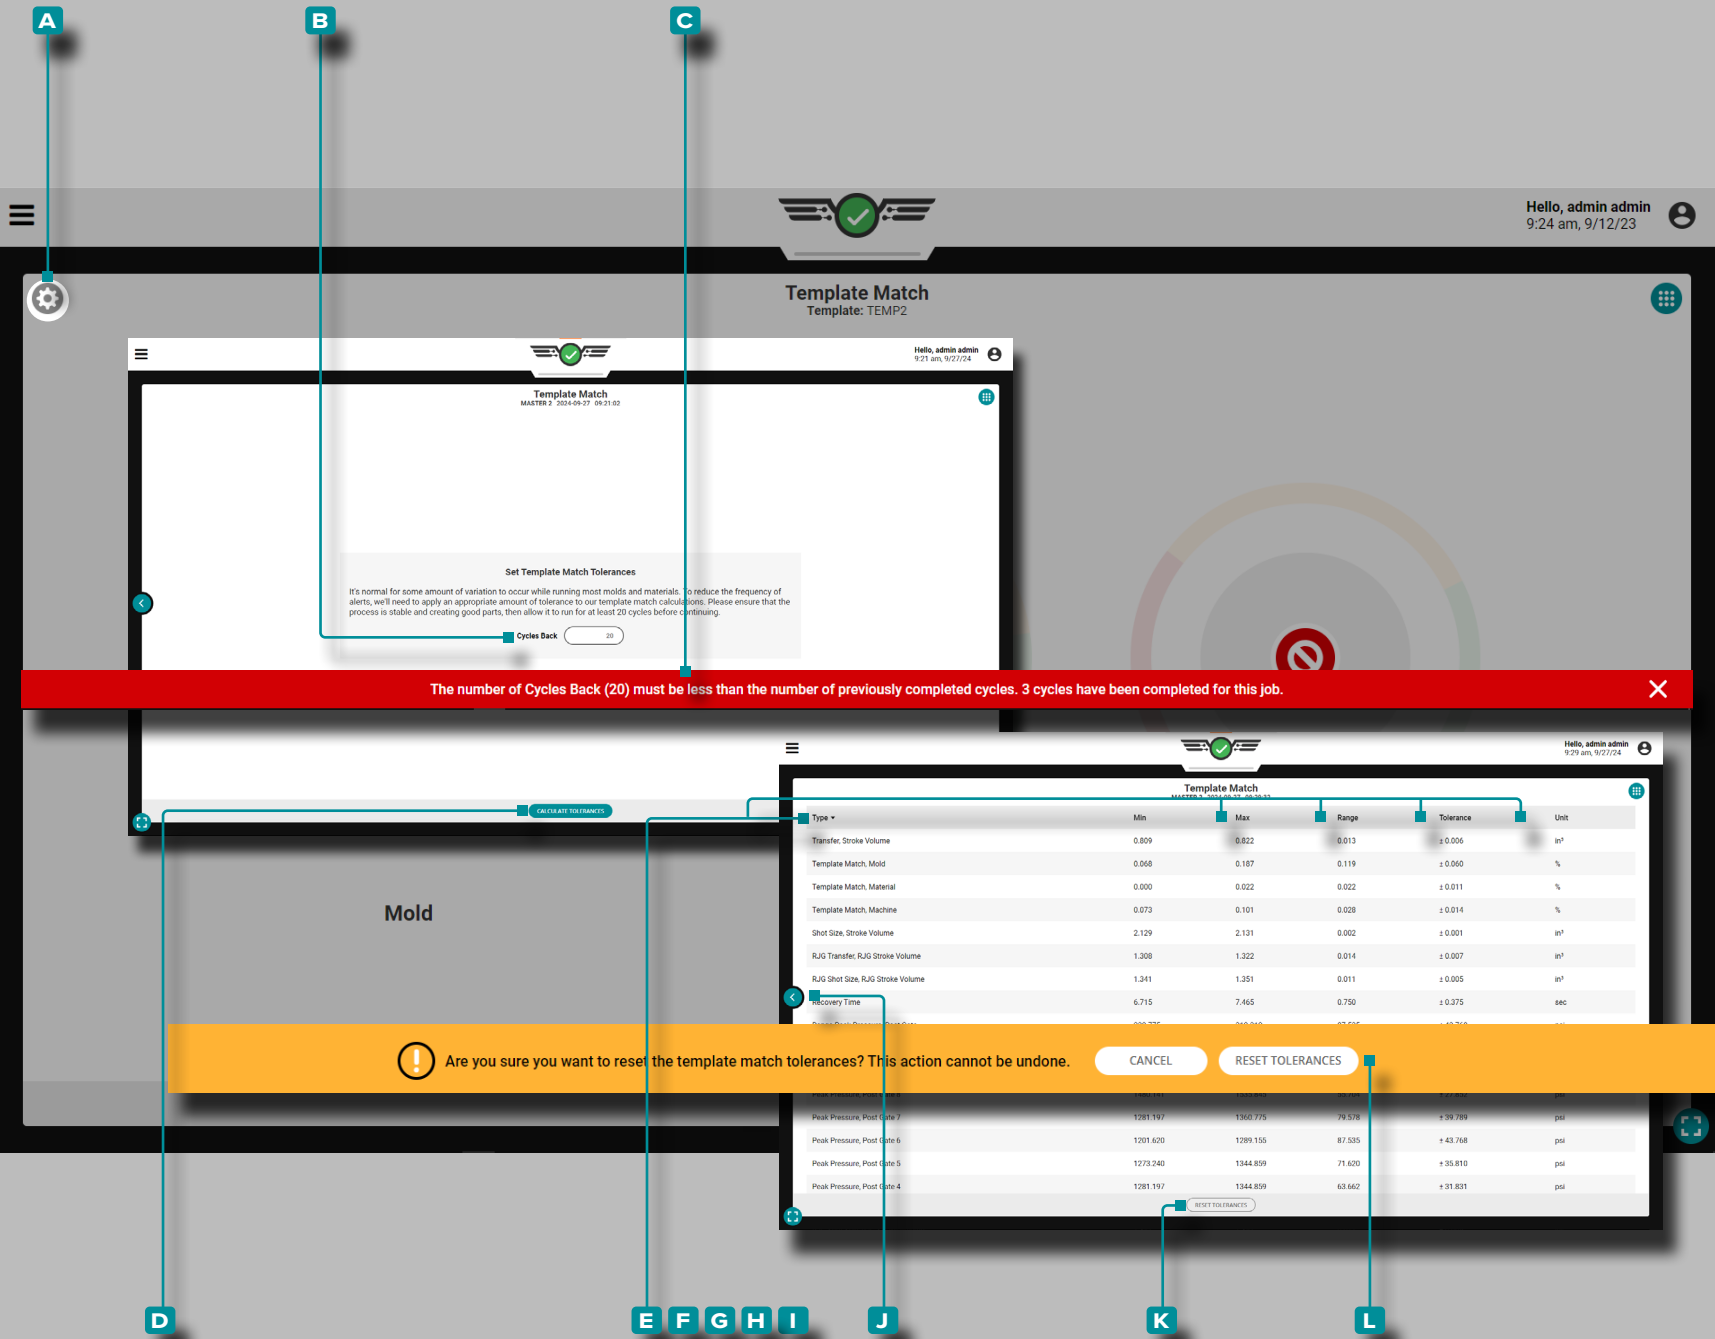 A
B
C
Hello, admin admin
9:24 am, 9/12/23
Template Match
Template: TEMP2
Hello, admin admin
9:21 am, 9/27/24
Template Match
MASTER 2 2024-09-27 09:21:02
Set Template Match Tolerances
It's normal for some amount of variation to occur while running most molds and materials. To reduce the frequency of
alerts, we'll need to apply an appropriate amount of tolerance to our template match calculations. Please ensure that the
process is stable and creating good parts, then allow it to run for at least 20 cycles before continuing.
Cycles Back 20
The number of Cycles Back (20) must be less than the number of previously completed cycles. 3 cycles have been completed for this job.
CALCULATE TOLERANCES
Mold
Hello, admin admin
9:29 am, 9/27/24
Template Match
Type Min Max Range Tolerance Unit
Transfer, Stroke Volume 0.809 0.822 0.013 ± 0.006 in³
Template Match, Mold 0.068 0.187 0.119 ± 0.060 %
Template Match, Material 0.000 0.022 0.022 ± 0.011 %
Template Match, Machine 0.073 0.101 0.028 ± 0.014 %
Shot Size, Stroke Volume 2.129 2.131 0.002 ± 0.001 in³
RJG Transfer, RJG Stroke Volume 1.308 1.322 0.014 ± 0.007 in³
RJG Shot Size, RJG Stroke Volume 1.341 1.351 0.011 ± 0.005 in³
Recovery Time 6.715 7.465 0.750 ± 0.375 sec
Are you sure you want to reset the template match tolerances? This action cannot be undone. CANCEL RESET TOLERANCES
Peak Pressure, Post Gate 7 1281.197 1360.775 79.578 ± 39.789 psi
Peak Pressure, Post Gate 6 1201.620 1289.155 87.535 ± 43.768 psi
Peak Pressure, Post Gate 5 1273.240 1344.859 71.620 ± 35.810 psi
Peak Pressure, Post Gate 4 1281.197 1344.859 63.662 ± 31.831 psi
RESET TOLERANCES
D
E F G H I
J
K
L